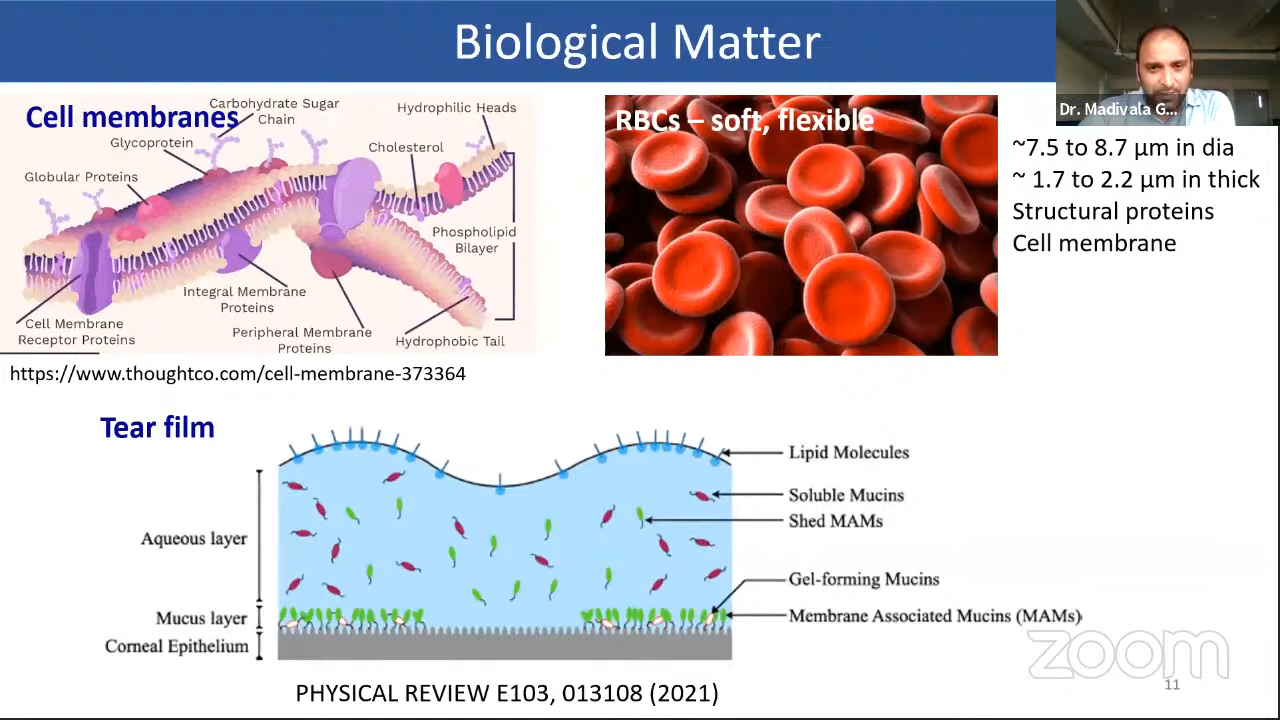 Biological Matter
Dr. Madivala G...
Cell membranes
Carbohydrate Sugar
Chain
Hydrophilic Heads
Glycoprotein
Cholesterol
Globular Proteins
Phospholipid
Bilayer
Integral Membrane
Proteins
Cell Membrane
Receptor Proteins
Peripheral Membrane
Proteins
Hydrophobic Tail
https://www.thoughtco.com/cell-membrane-373364
RBCs – soft, flexible
~7.5 to 8.7 µm in dia
~ 1.7 to 2.2 µm in thick
Structural proteins
Cell membrane
Tear film
Lipid Molecules
Soluble Mucins
Shed MAMs
Aqueous layer
Gel-forming Mucins
Mucus layer
Membrane Associated Mucins (MAMs)
Corneal Epithelium
PHYSICAL REVIEW E103, 013108 (2021)
zoom
11